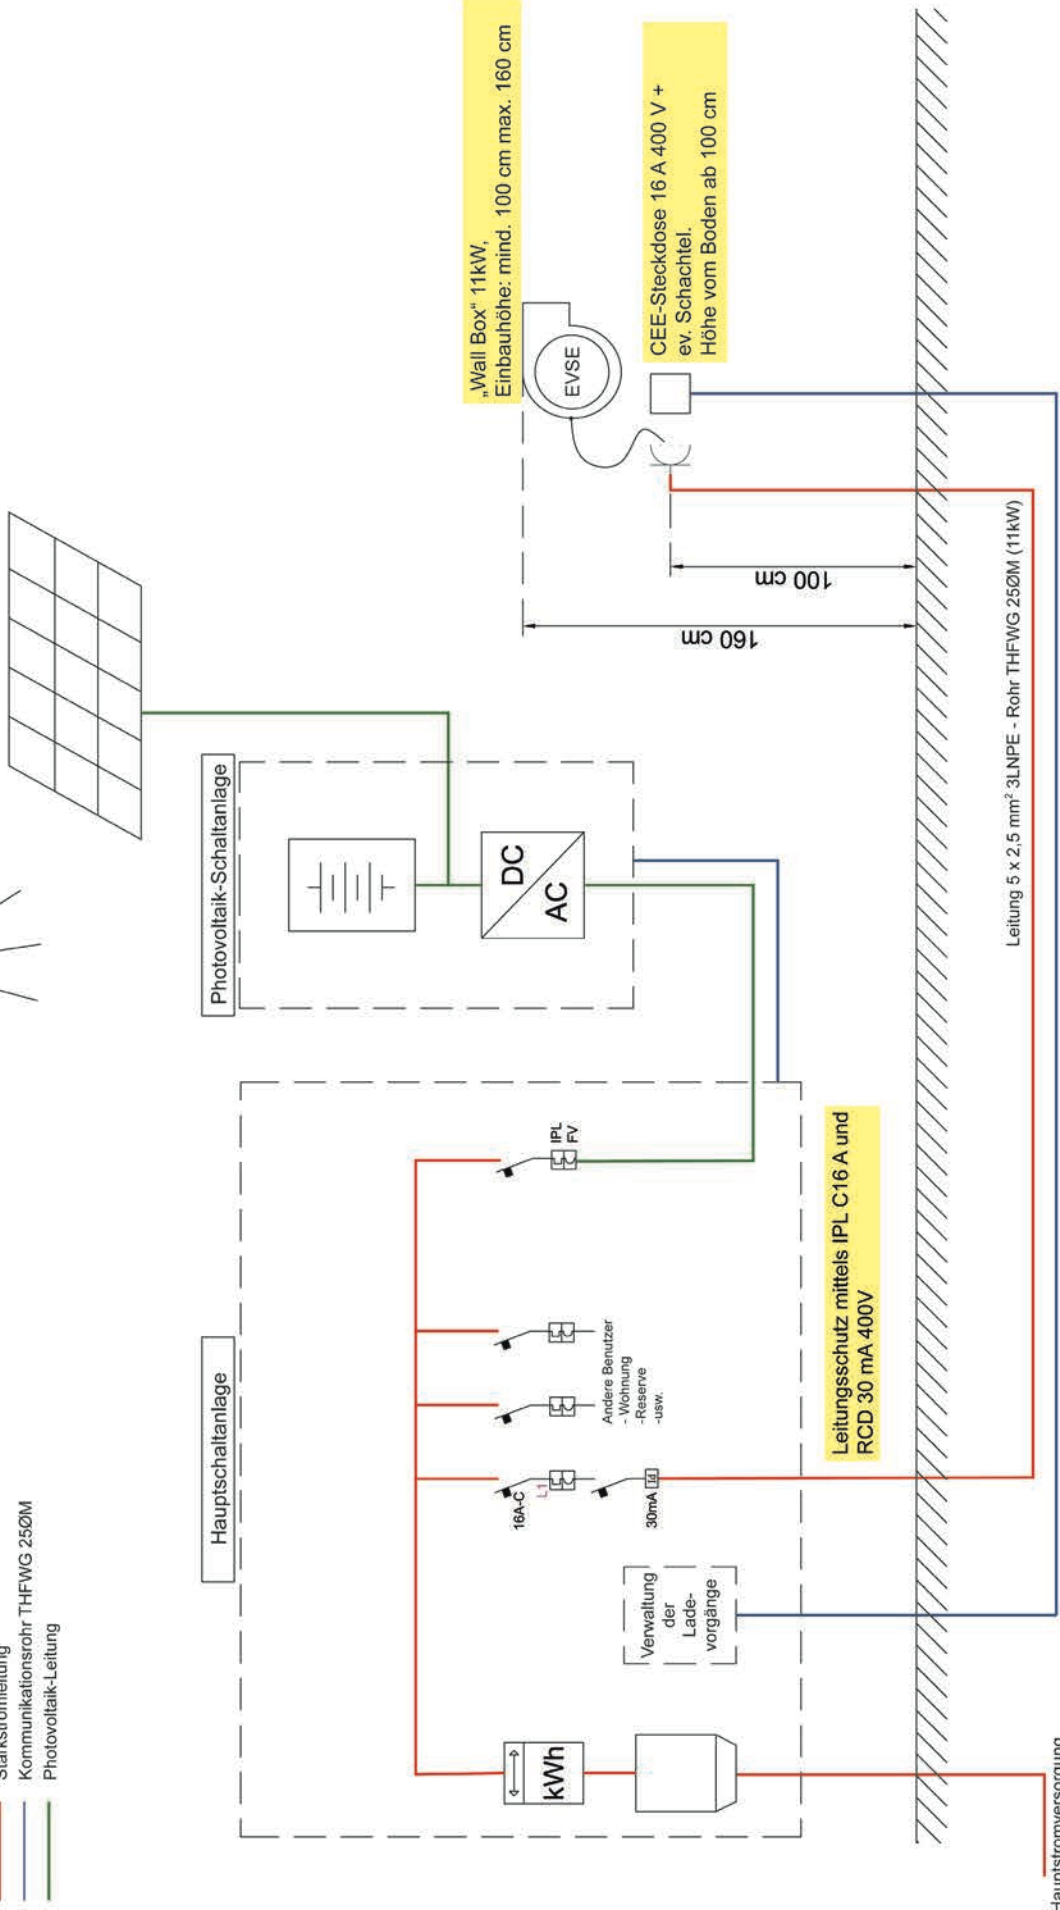 Starkstromleitung
Kommunikationsrohr THFWG 25ØM
Photovoltaik-Leitung
Hauptschaltanlage
Photovoltaik-Schaltanlage
„Wall Box“ 11kW,
Einbauhöhe: mind. 100 cm max. 160 cm
EVSE
CEE-Steckdose 16 A 400 V +
ev. Schachtel.
Höhe vom Boden ab 100 cm
DC
AC
160 cm
100 cm
kWh
Verwaltung
der
Lade-
vorgänge
16A-C
L1
30mA
Id
Andere Benutzer
- Wohnung
-Reserve
-usw.
IPL
FV
Leitungsschutz mittels IPL C16 A und
RCD 30 mA 400V
Leitung 5 x 2,5 mm² 3LNPE - Rohr THFWG 25ØM (11kW)
Hauptstromversorgung